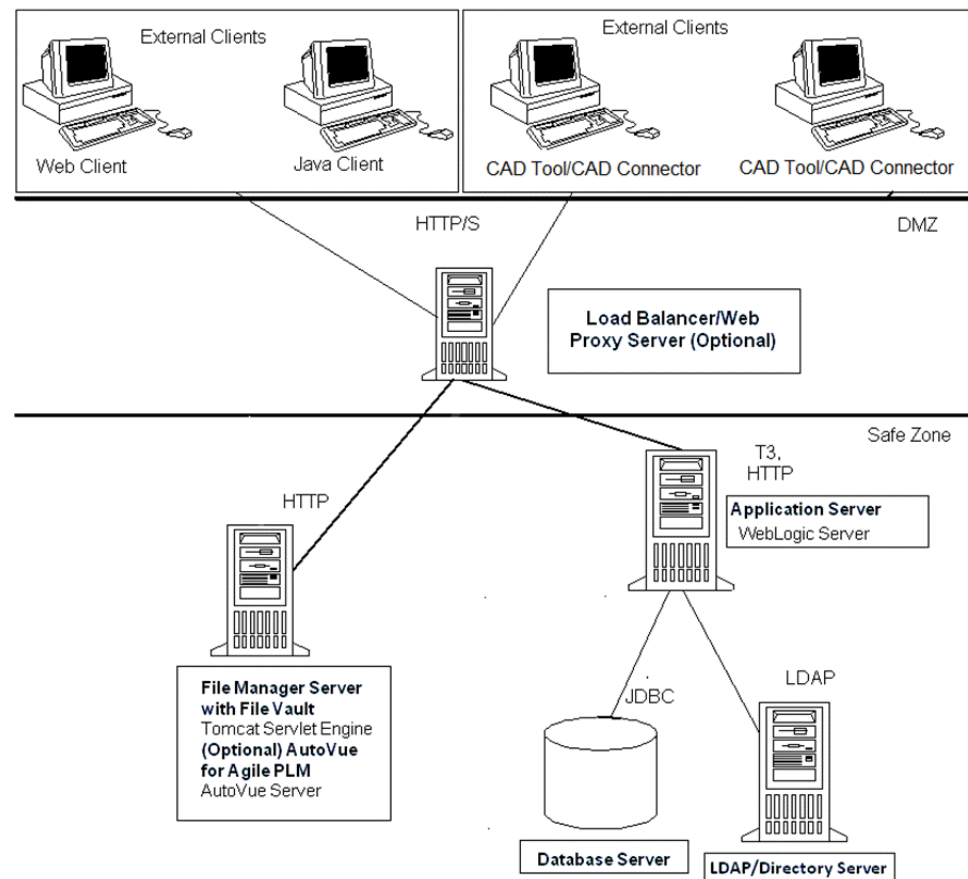 External Clients
Web Client
Java Client
External Clients
CAD Tool/CAD Connector
CAD Tool/CAD Connector
HTTP/S
DMZ
Load Balancer/Web
Proxy Server (Optional)
Safe Zone
T3,
HTTP
Application Server
WebLogic Server
HTTP
File Manager Server
with File Vault
Tomcat Servlet Engine
(Optional) AutoVue
for Agile PLM
AutoVue Server
JDBC
LDAP
Database Server
LDAP/Directory Server